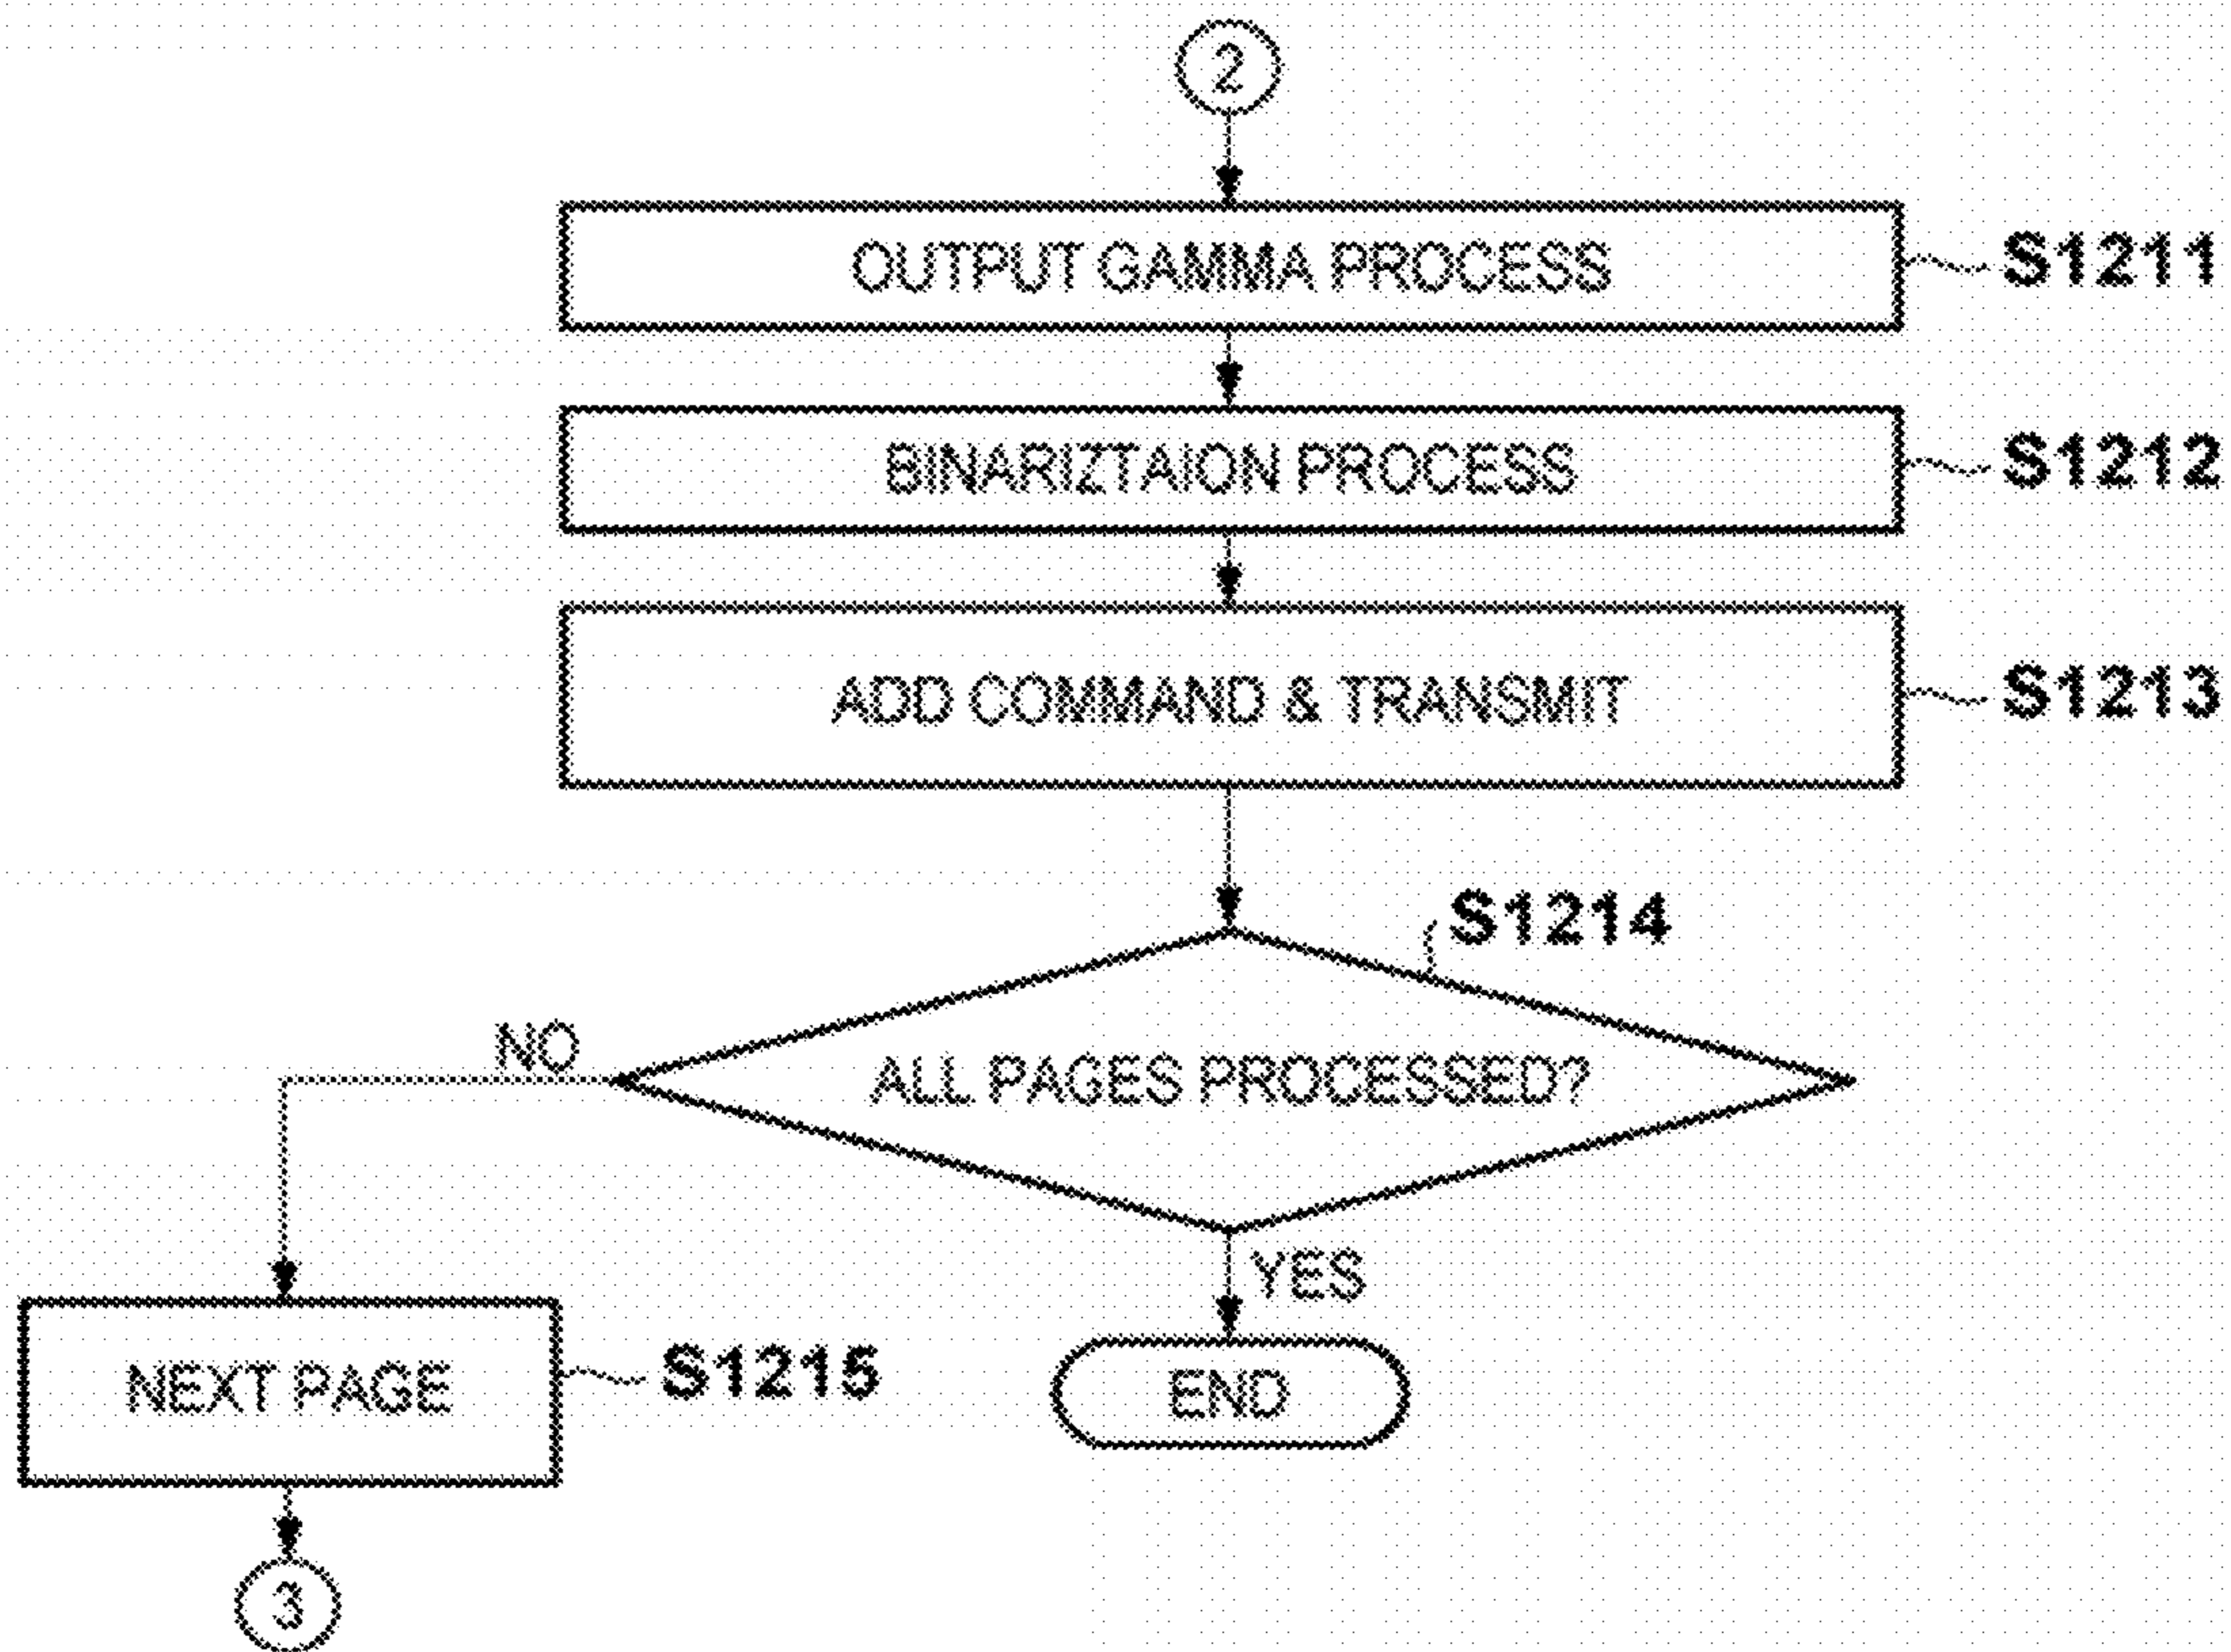 2
OUTPUT GAMMA PROCESS S1211
BINARIZTAION PROCESS S1212
ADD COMMAND & TRANSMIT S1213
S1214
NO
ALL PAGES PROCESSED?
YES
NEXT PAGE S1215
END
3